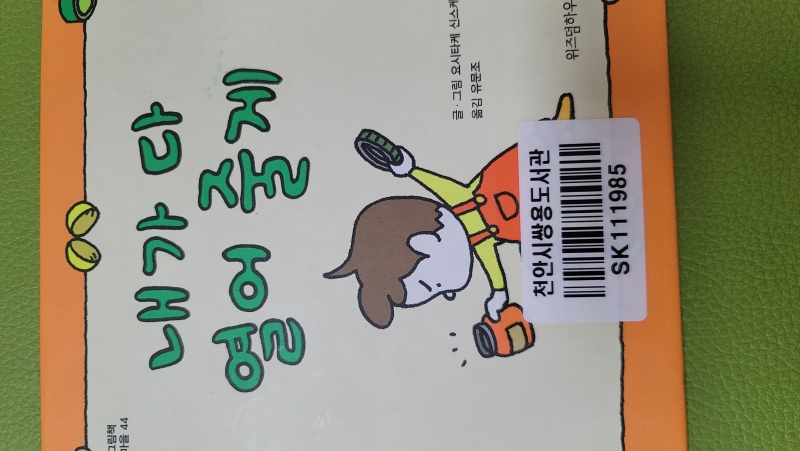 그림책
마을 44
내가 다
열어 줄게
글·그림 요시타케 신스케
옮김 유문조
위즈덤하우
천안시쌍용도서관
SK111985